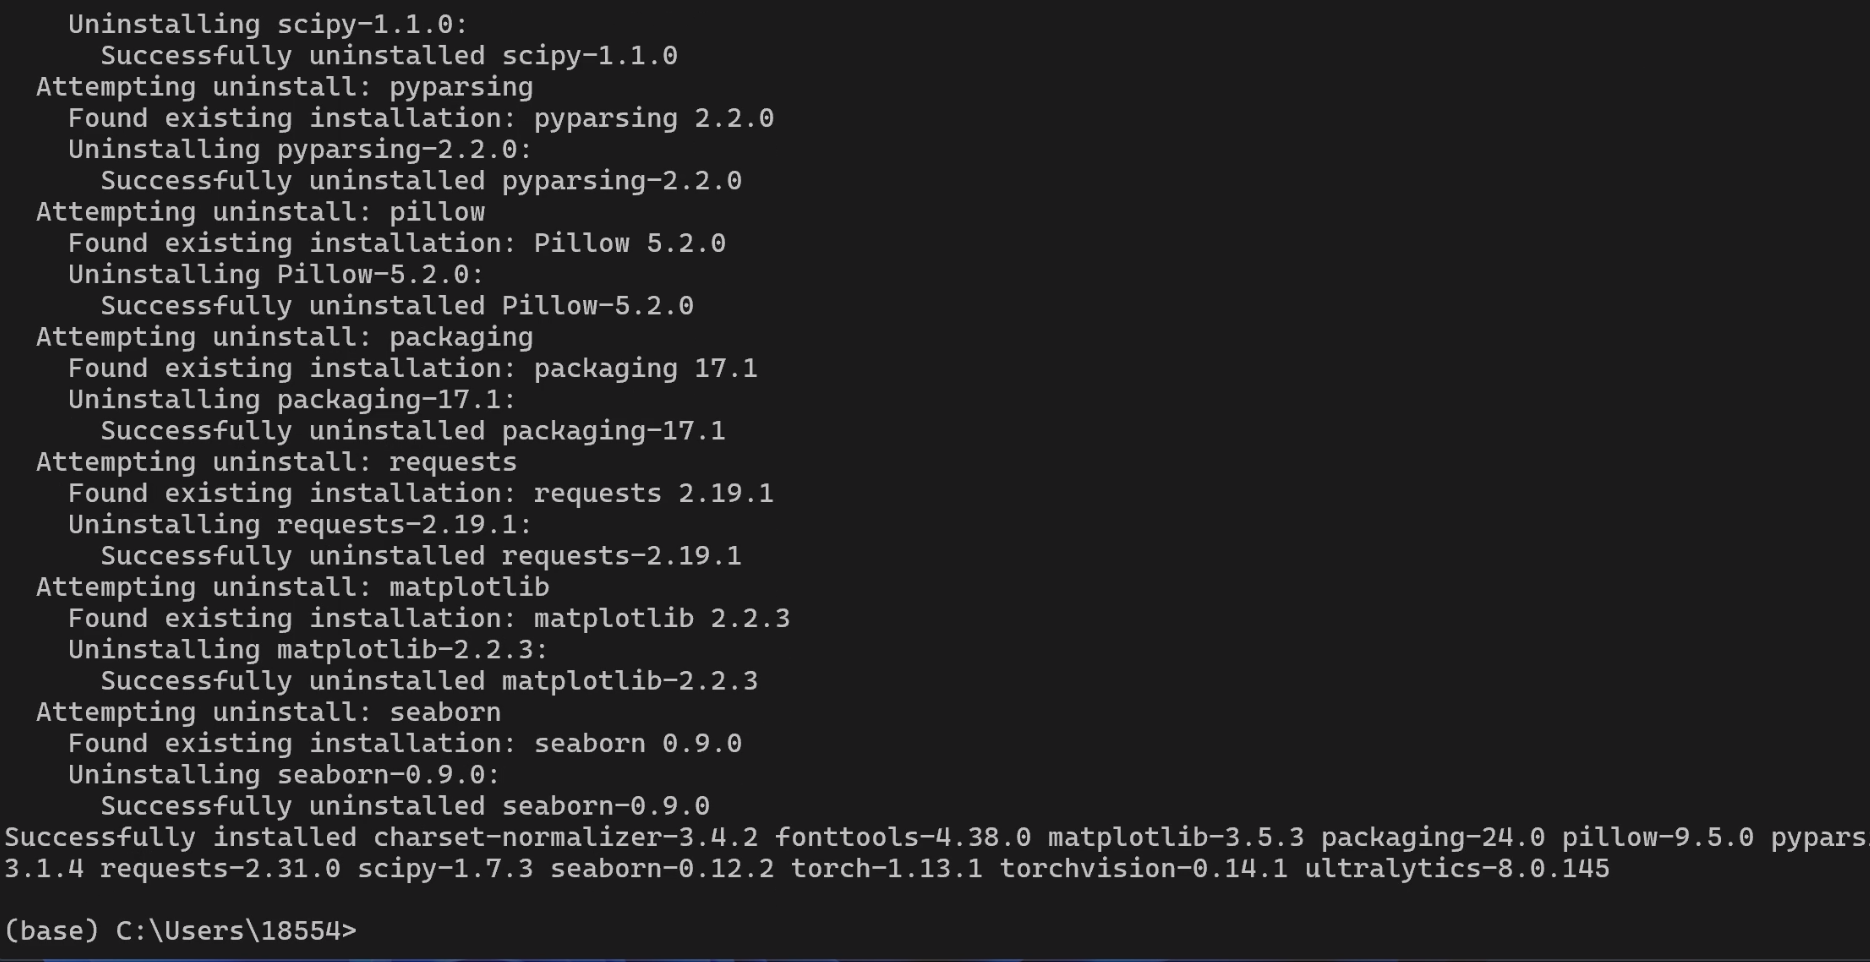 Uninstalling scipy-1.1.0:
Successfully uninstalled scipy-1.1.0
Attempting uninstall: pyparsing
Found existing installation: pyparsing 2.2.0
Uninstalling pyparsing-2.2.0:
Successfully uninstalled pyparsing-2.2.0
Attempting uninstall: pillow
Found existing installation: Pillow 5.2.0
Uninstalling Pillow-5.2.0:
Successfully uninstalled Pillow-5.2.0
Attempting uninstall: packaging
Found existing installation: packaging 17.1
Uninstalling packaging-17.1:
Successfully uninstalled packaging-17.1
Attempting uninstall: requests
Found existing installation: requests 2.19.1
Uninstalling requests-2.19.1:
Successfully uninstalled requests-2.19.1
Attempting uninstall: matplotlib
Found existing installation: matplotlib 2.2.3
Uninstalling matplotlib-2.2.3:
Successfully uninstalled matplotlib-2.2.3
Attempting uninstall: seaborn
Found existing installation: seaborn 0.9.0
Uninstalling seaborn-0.9.0:
Successfully uninstalled seaborn-0.9.0
Successfully installed charset-normalizer-3.4.2 fonttools-4.38.0 matplotlib-3.5.3 packaging-24.0 pillow-9.5.0 pypars
3.1.4 requests-2.31.0 scipy-1.7.3 seaborn-0.12.2 torch-1.13.1 torchvision-0.14.1 ultralytics-8.0.145
(base) C:\Users\18554>